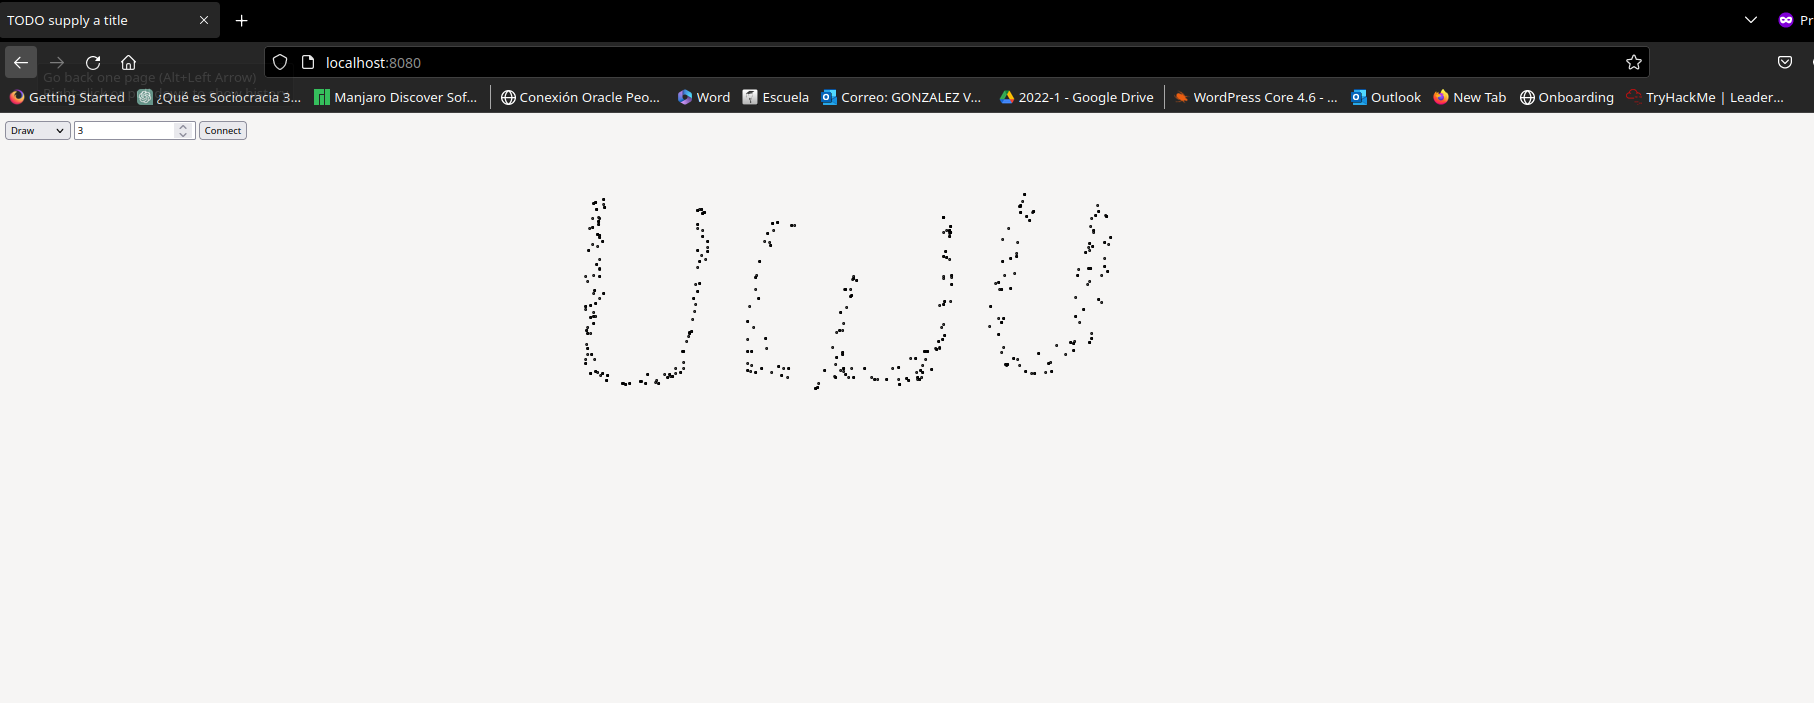 TODO supply a title
Pr
localhost:8080
Go back one page (Alt+Left Arrow)
Getting Started ¿Qué es Sociocracia 3... Manjaro Discover Sof... Conexión Oracle Peo... Word Escuela Correo: GONZALEZ V... 2022-1 - Google Drive WordPress Core 4.6 - ... Outlook New Tab Onboarding TryHackMe | Leader...
Draw 3 Connect
UWU